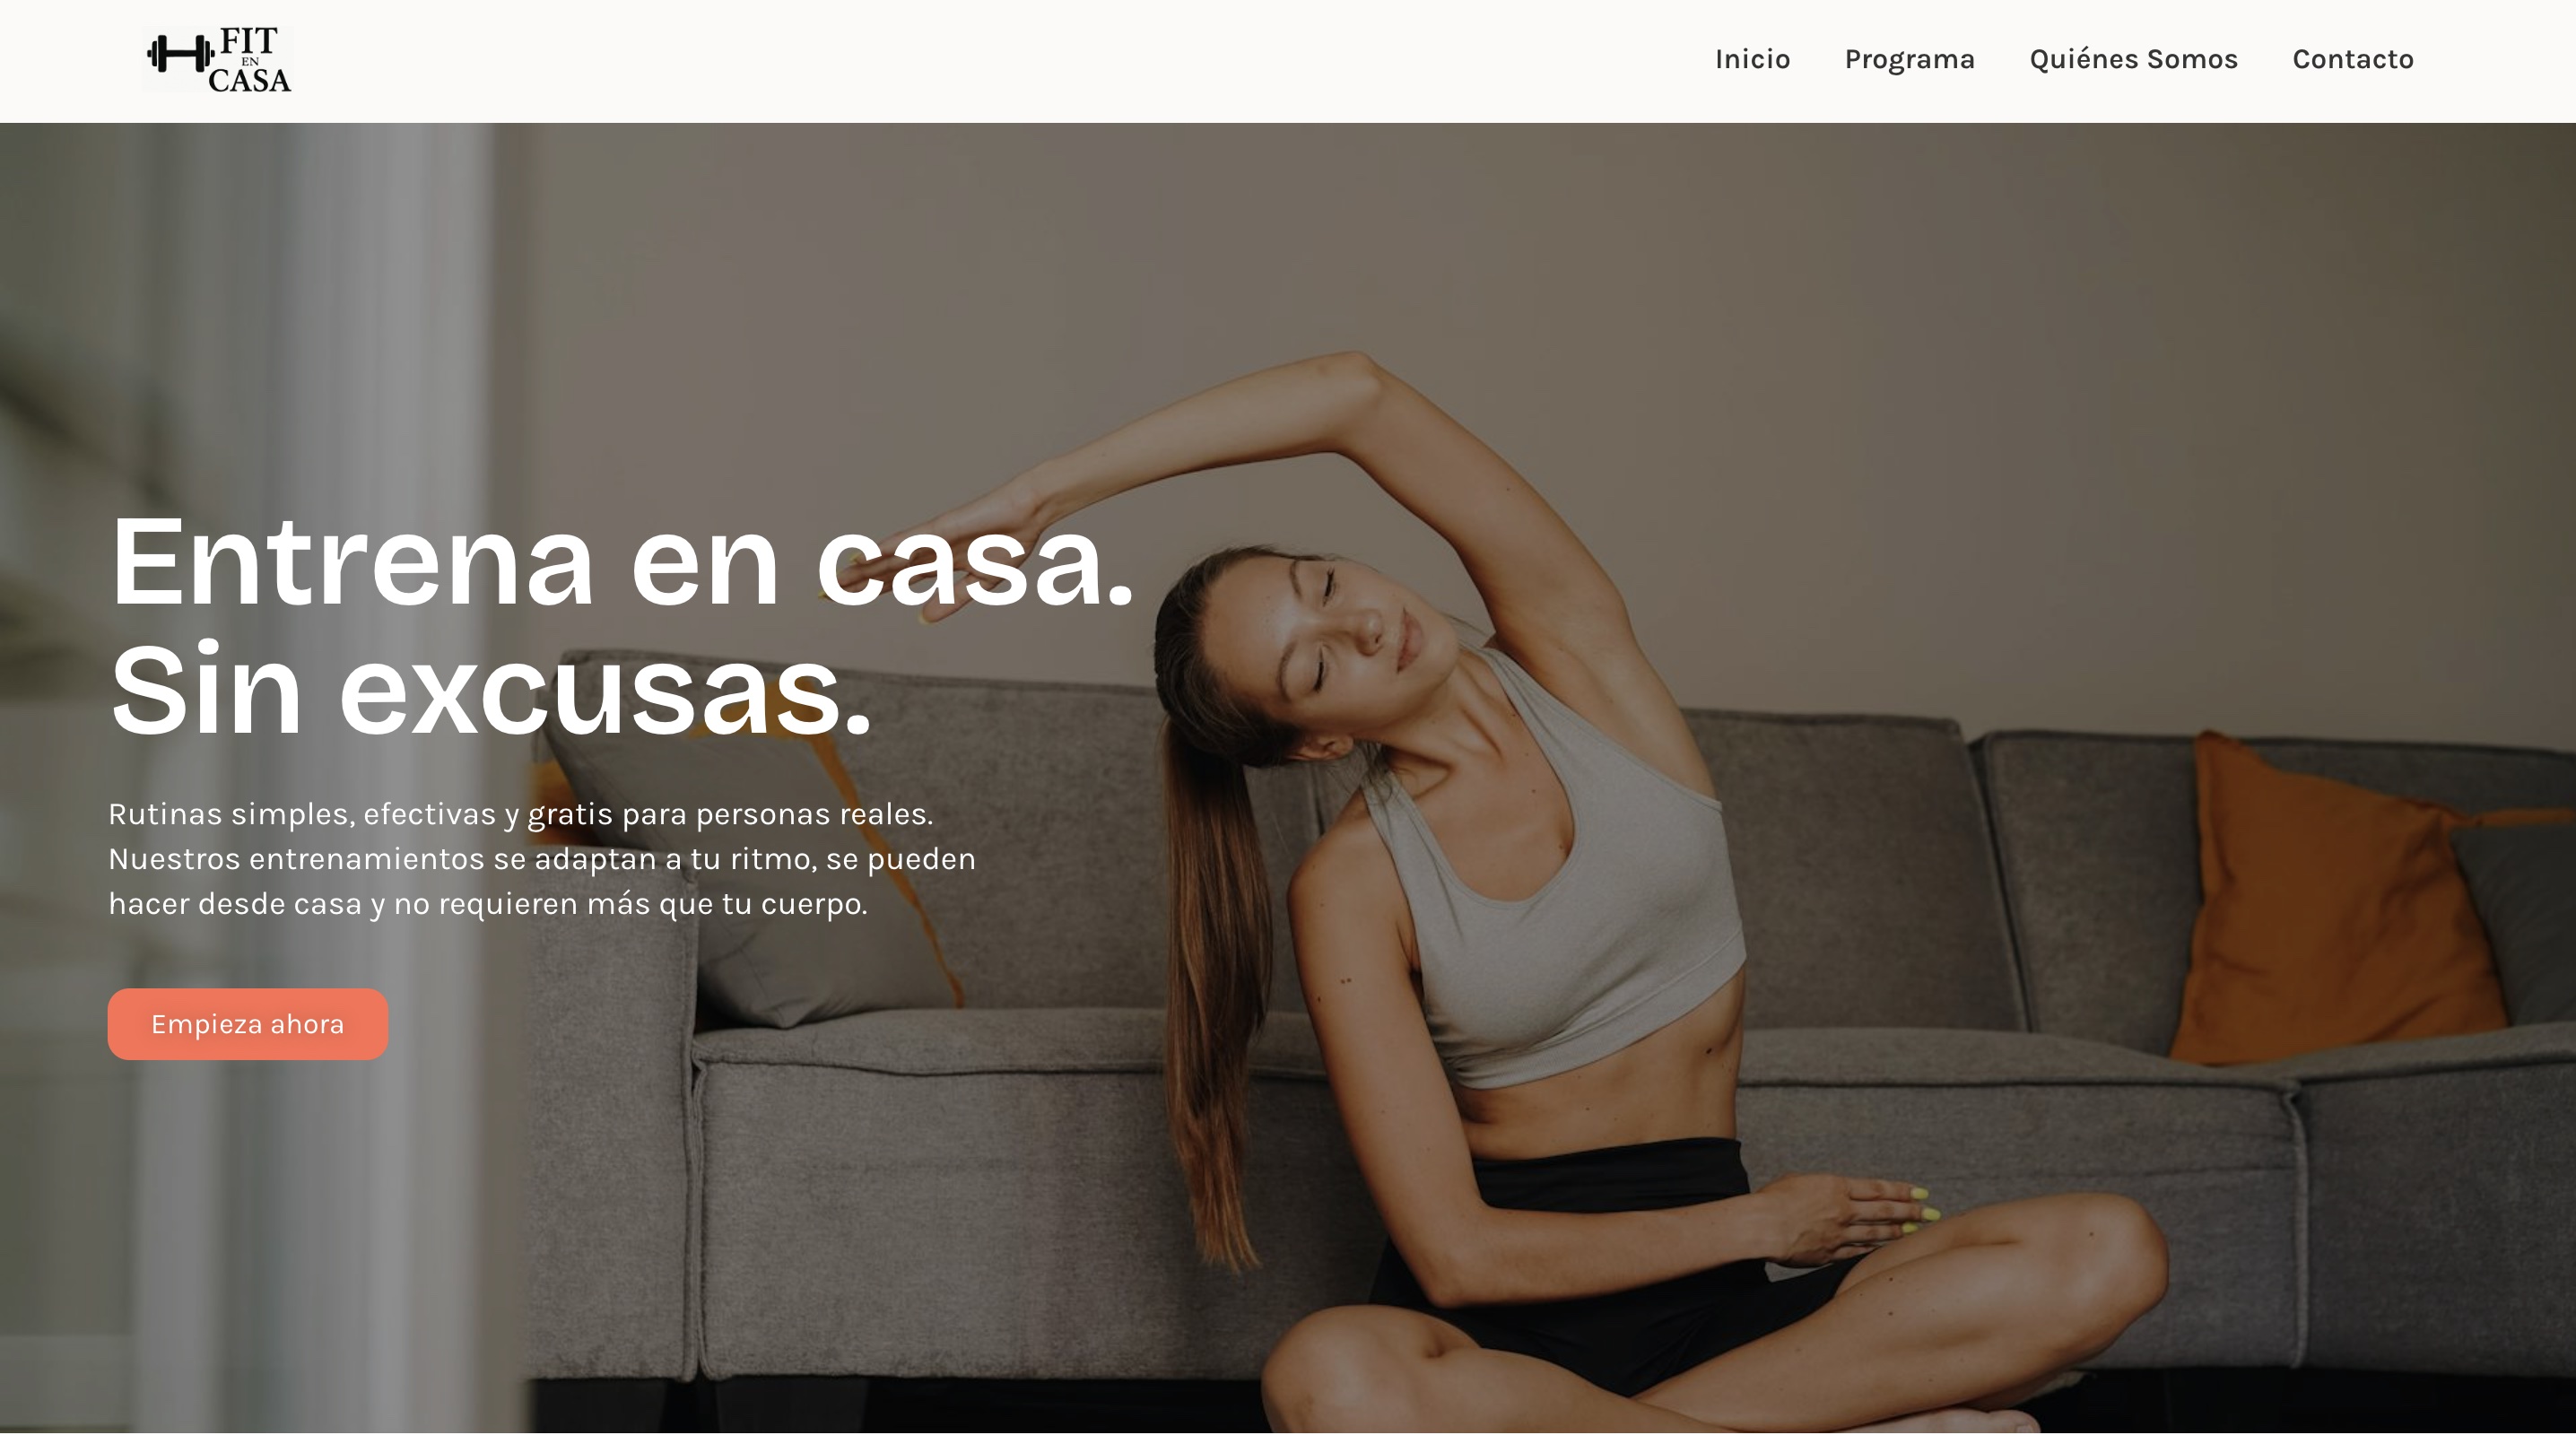 FIT
EN
CASA
Inicio
Programa
Quiénes Somos
Contacto
Entrena en casa.
Sin excusas.
Rutinas simples, efectivas y gratis para personas reales.
Nuestros entrenamientos se adaptan a tu ritmo, se pueden
hacer desde casa y no requieren más que tu cuerpo.
Empieza ahora